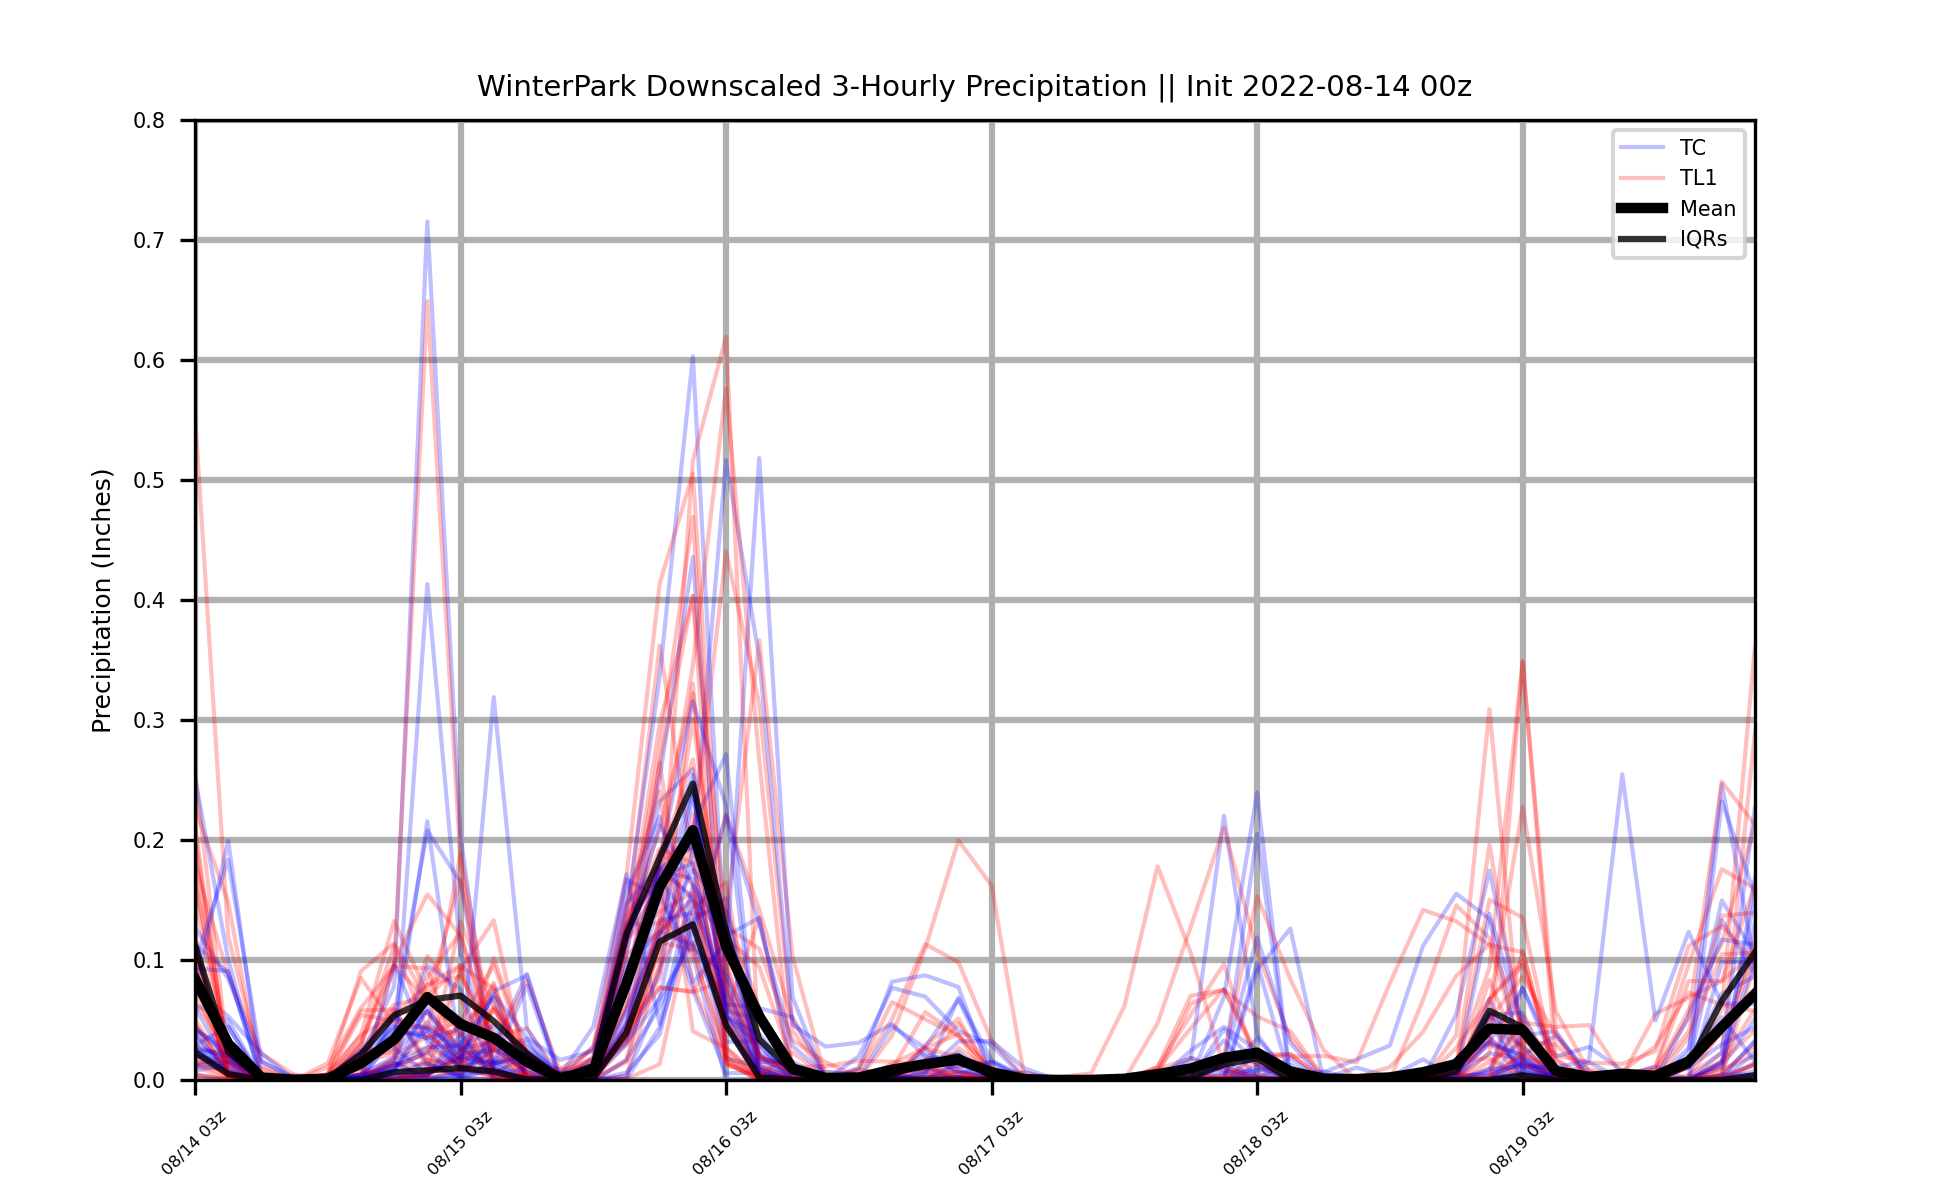 WinterPark Downscaled 3-Hourly Precipitation || Init 2022-08-14 00z
TC
TL1
Mean
IQRs
Precipitation (Inches)
0.8
0.7
0.6
0.5
0.4
0.3
0.2
0.1
0.0
08/14 03z
08/15 03z
08/16 03z
08/17 03z
08/18 03z
08/19 03z